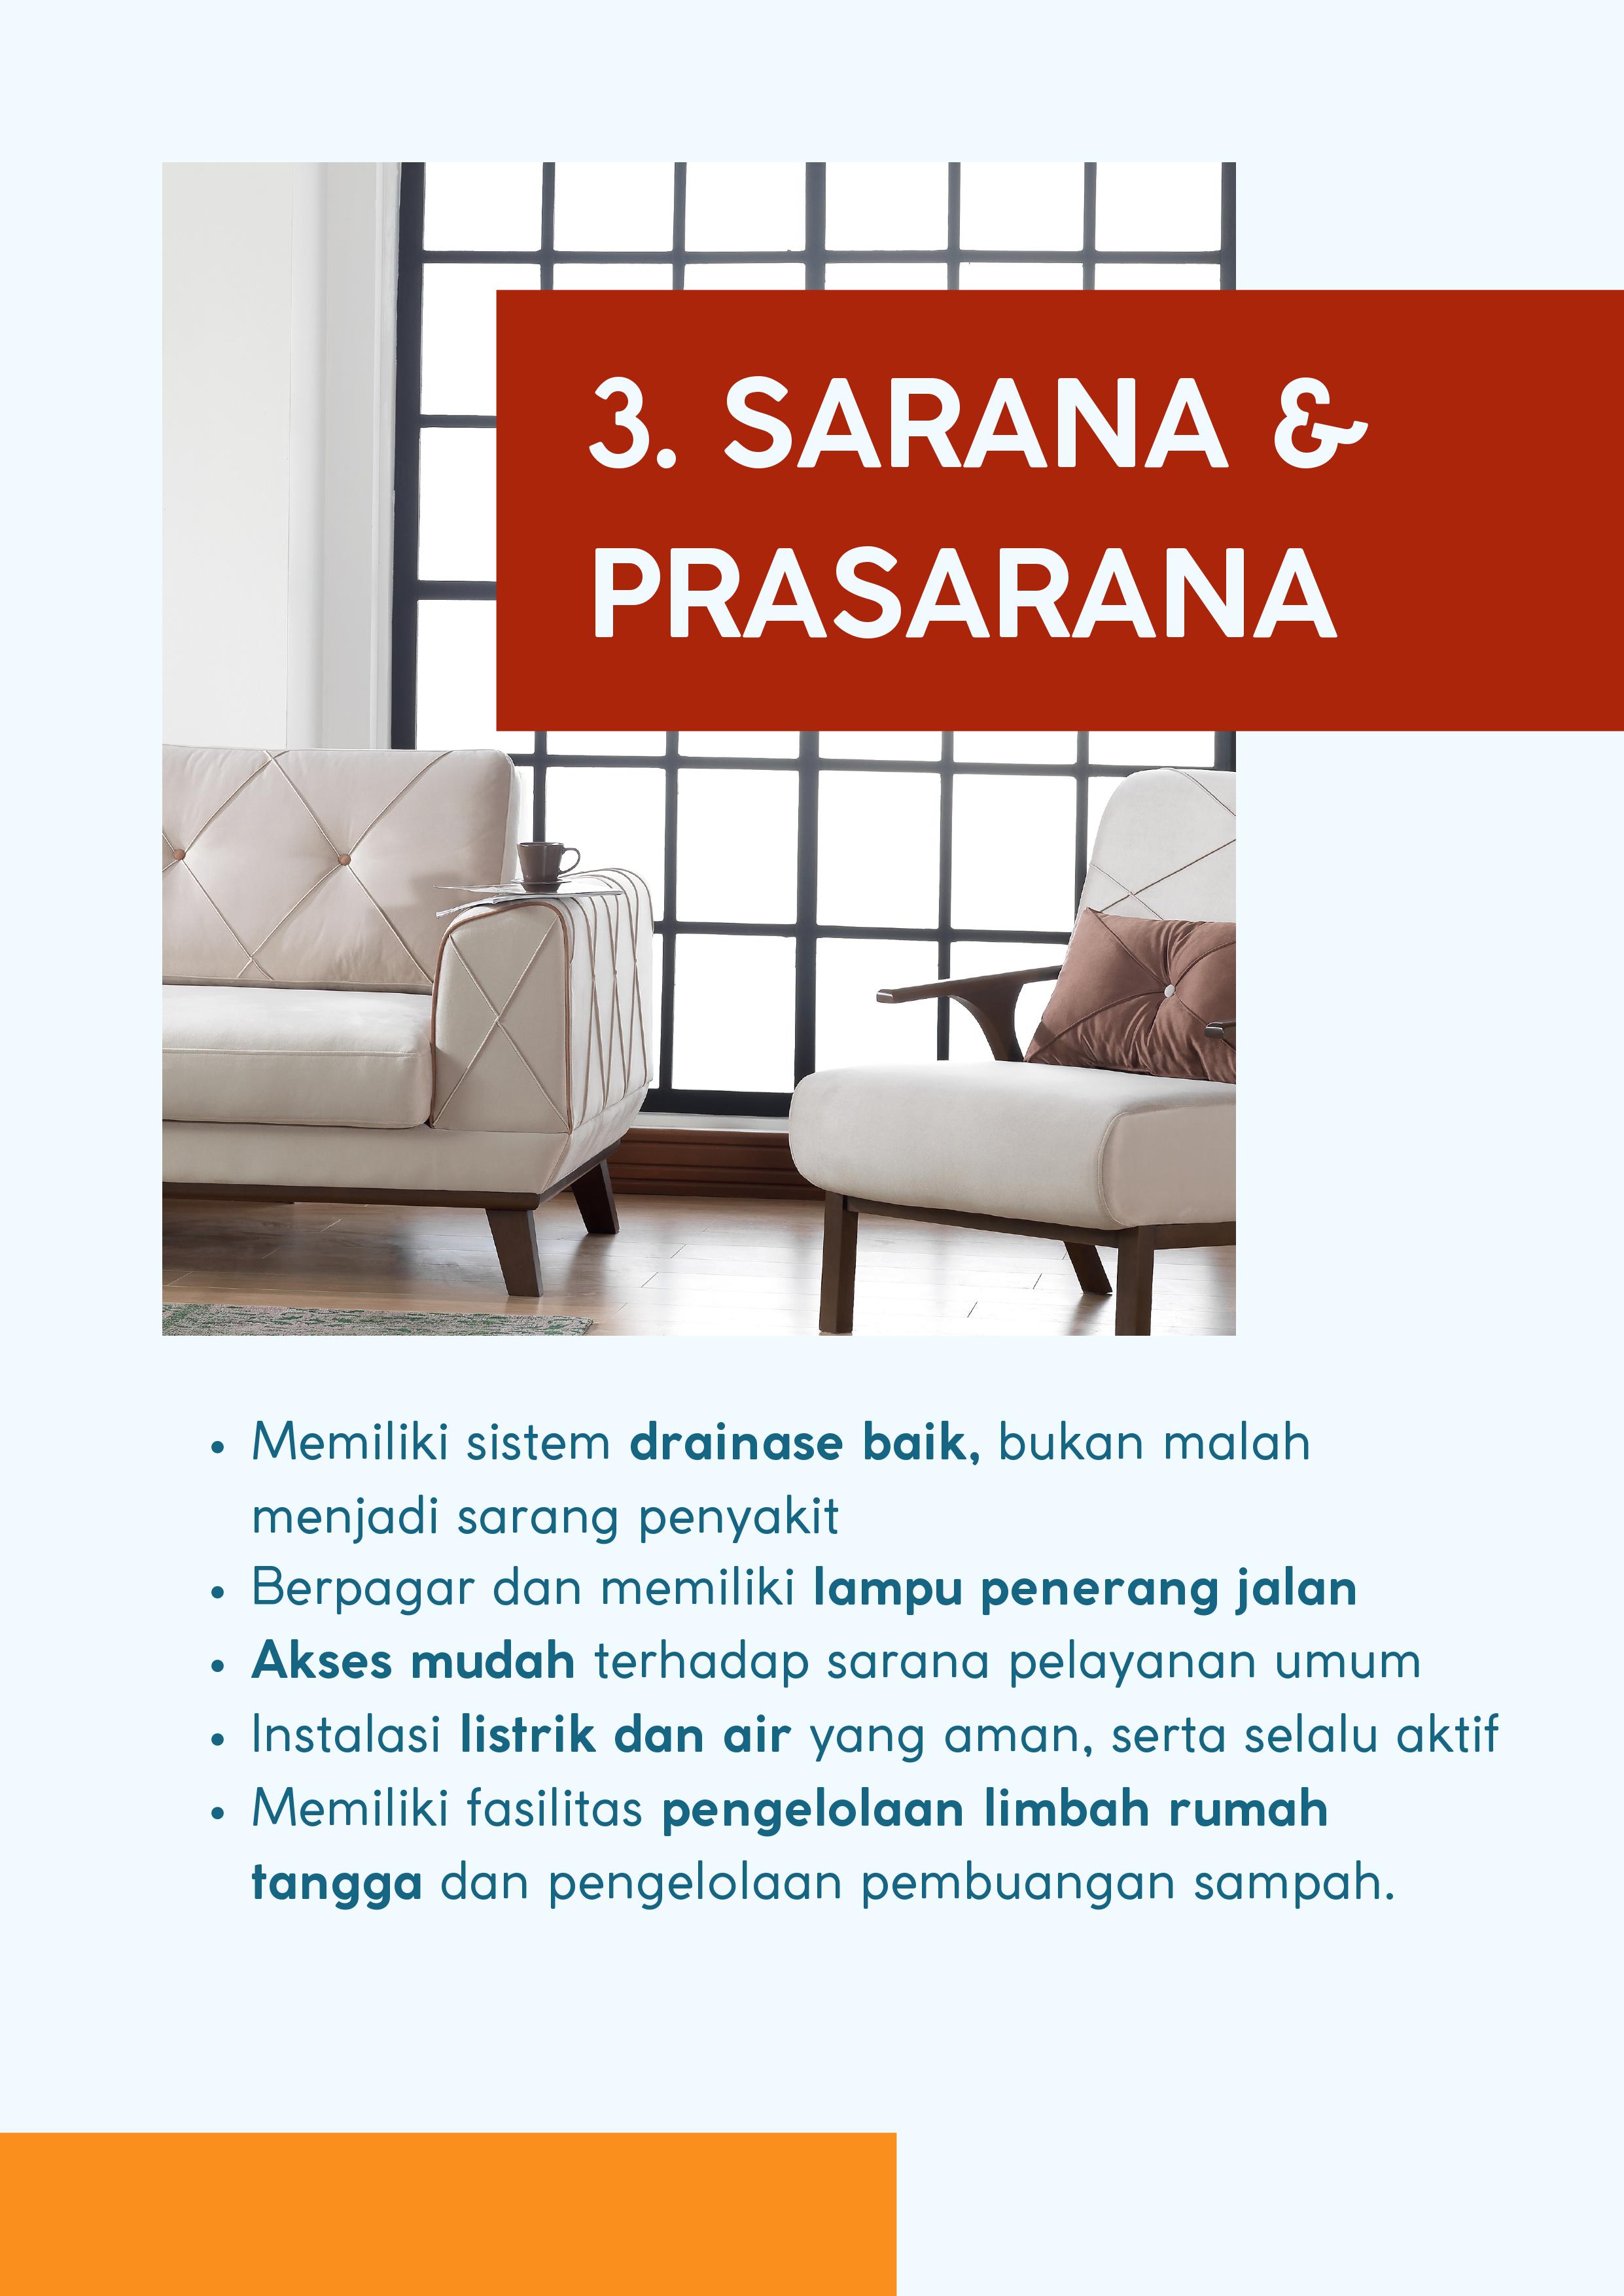 3. SARANA &
PRASARANA
• Memiliki sistem drainase baik, bukan malah
menjadi sarang penyakit
• Berpagar dan memiliki lampu penerang jalan
• Akses mudah terhadap sarana pelayanan umum
• Instalasi listrik dan air yang aman, serta selalu aktif
• Memiliki fasilitas pengelolaan limbah rumah
tangga dan pengelolaan pembuangan sampah.